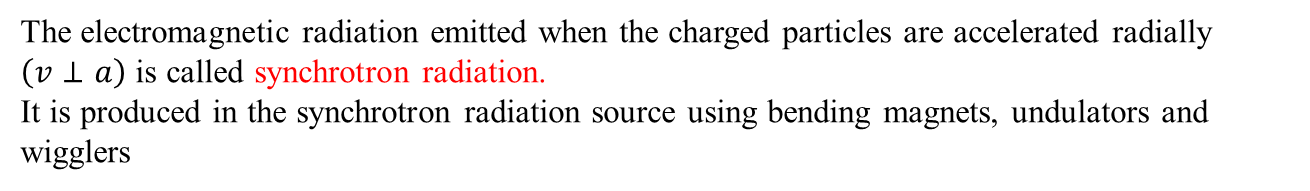 The electromagnetic radiation emitted when the charged particles are accelerated radially
(𝑣 ⊥ 𝑎) is called synchrotron radiation.
It is produced in the synchrotron radiation source using bending magnets, undulators and
wigglers